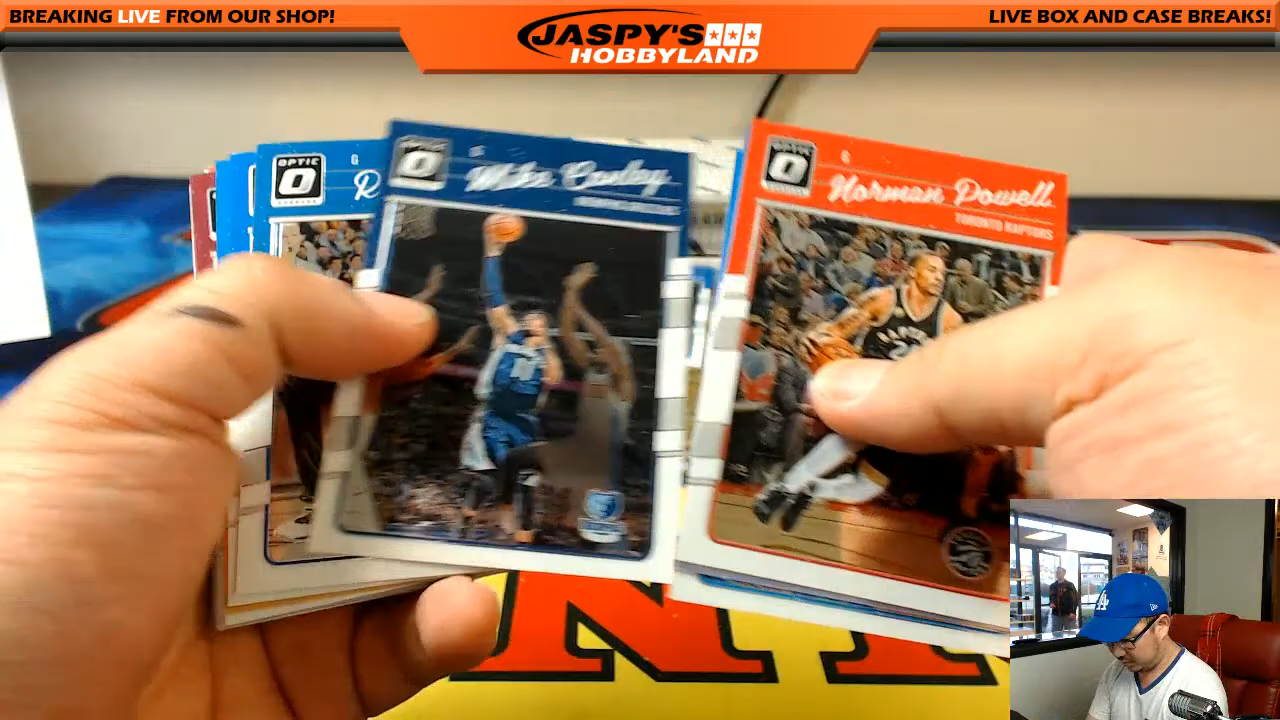 BREAKING LIVE FROM OUR SHOP!
JASPY'S
HOBBYLAND
LIVE BOX AND CASE BREAKS!
OPTIC
G
R
Mike Conley
G
Norman Powell
TORONTO RAPTORS
LA
N